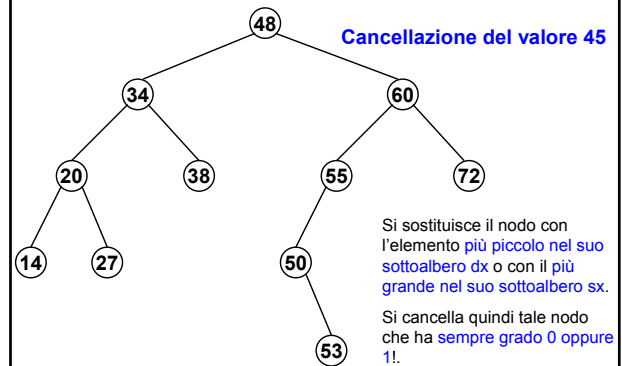 48
Cancellazione del valore 45
34
60
20
38
55
72
14
27
50
53
Si sostituisce il nodo con
l'elemento più piccolo nel suo
sottoalbero dx o con il più
grande nel suo sottoalbero sx.
Si cancella quindi tale nodo
che ha sempre grado 0 oppure
1!.